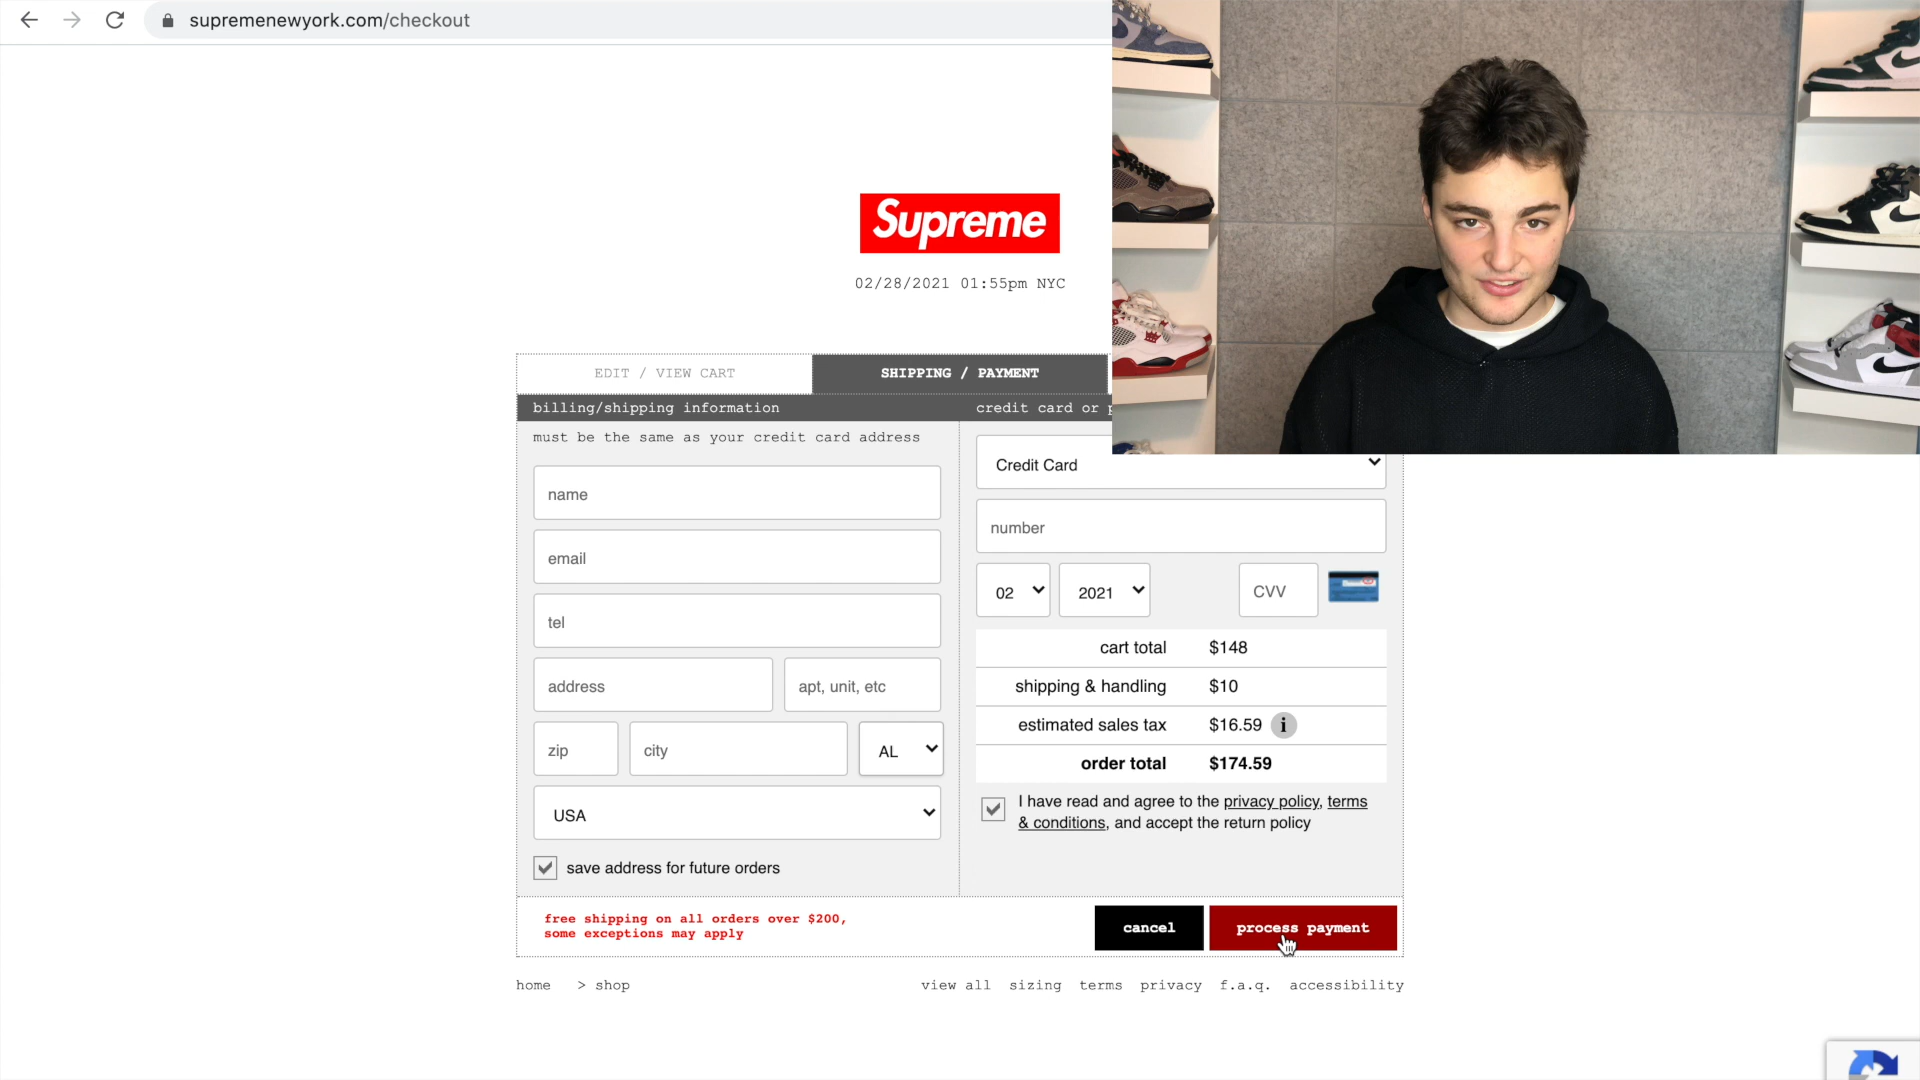 supremenewyork.com/checkout
Supreme
02/28/2021 01:55pm NYC
EDIT / VIEW CART
SHIPPING / PAYMENT
billing/shipping information
credit card or
must be the same as your credit card address
Credit Card
name
number
email
02
2021
CVV
tel
cart total $148
address
apt, unit, etc
shipping & handling $10
estimated sales tax $16.59 i
zip
city
AL
order total $174.59
I have read and agree to the privacy policy, terms
& conditions, and accept the return policy
USA
save address for future orders
free shipping on all orders over $200,
some exceptions may apply
cancel
process payment
home > shop
view all sizing terms privacy f.a.q. accessibility